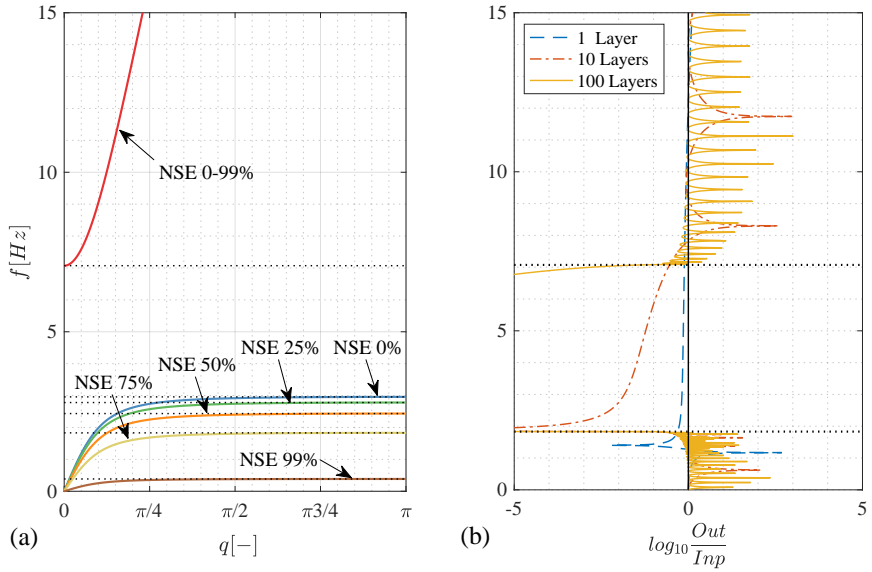 15
10
5
0
f[Hz]
NSE 0-99%
NSE 0%
NSE 25%
NSE 50%
NSE 75%
NSE 99%
0
π/4
π/2
π3/4
π
q[−]
(a)
1 Layer
10 Layers
100 Layers
15
10
5
0
-5
0
5
log₁₀ Out/Inp
(b)